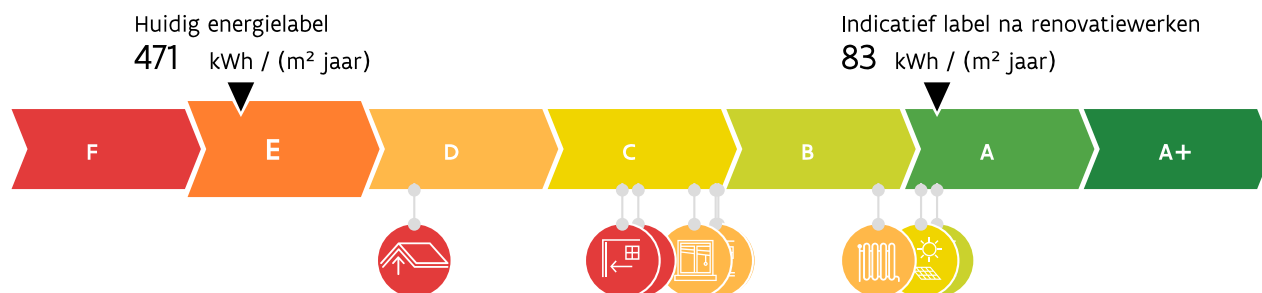 Huidig energielabel
471 kWh / (m² jaar)
Indicatief label na renovatiewerken
83 kWh / (m² jaar)
F
E
D
C
B
A
A+